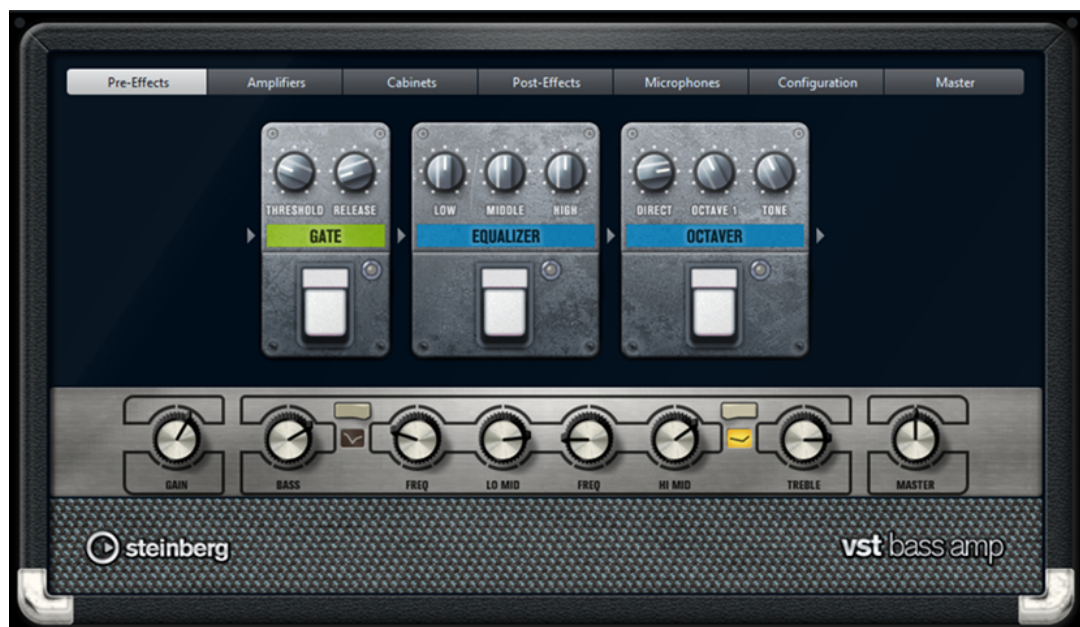 Pre-Effects Amplifiers Cabinets Post-Effects Microphones Configuration Master
THRESHOLD RELEASE LOW MIDDLE HIGH DIRECT OCTAVE 1 TONE
GATE EQUALIZER OCTAVER
GAIN BASS FREQ LO MID FREQ HI MID TREBLE MASTER
steinberg vst bass amp